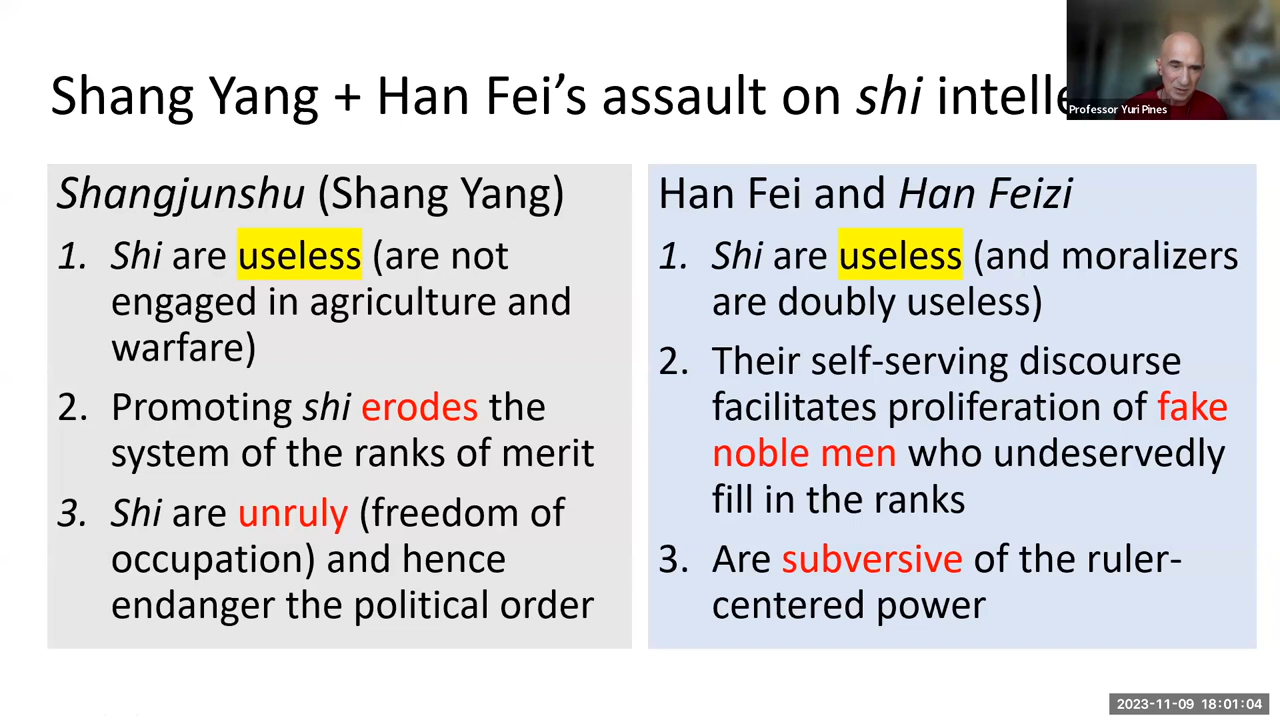 Shang Yang + Han Fei’s assault on shi intelle
Professor Yuri Pines
Shangjunshu (Shang Yang)
1. Shi are useless (are not
engaged in agriculture and
warfare)
2. Promoting shi erodes the
system of the ranks of merit
3. Shi are unruly (freedom of
occupation) and hence
endanger the political order
Han Fei and Han Feizi
1. Shi are useless (and moralizers
are doubly useless)
2. Their self-serving discourse
facilitates proliferation of fake
noble men who undeservedly
fill in the ranks
3. Are subversive of the ruler-
centered power
2023-11-09 18:01:04